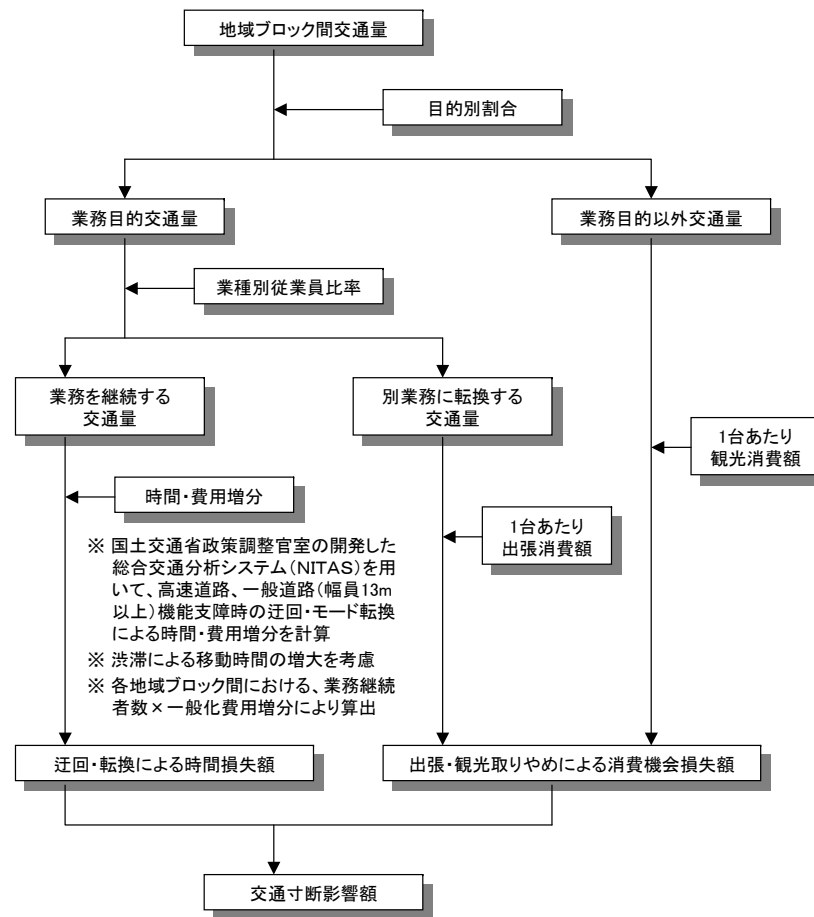 地域ブロック間交通量
目的別割合
業務目的交通量
業務目的以外交通量
業種別従業員比率
業務を継続する
交通量
別業務に転換する
交通量
1台あたり
観光消費額
時間・費用増分
1台あたり
出張消費額
※ 国土交通省政策調整官室の開発した
総合交通分析システム(NITAS)を用
いて、高速道路、一般道路(幅員13m
以上)機能支障時の迂回・モード転換
による時間・費用増分を計算
※ 渋滞による移動時間の増大を考慮
※ 各地域ブロック間における、業務継続
者数×一般化費用増分により算出
迂回・転換による時間損失額
出張・観光取りやめによる消費機会損失額
交通寸断影響額